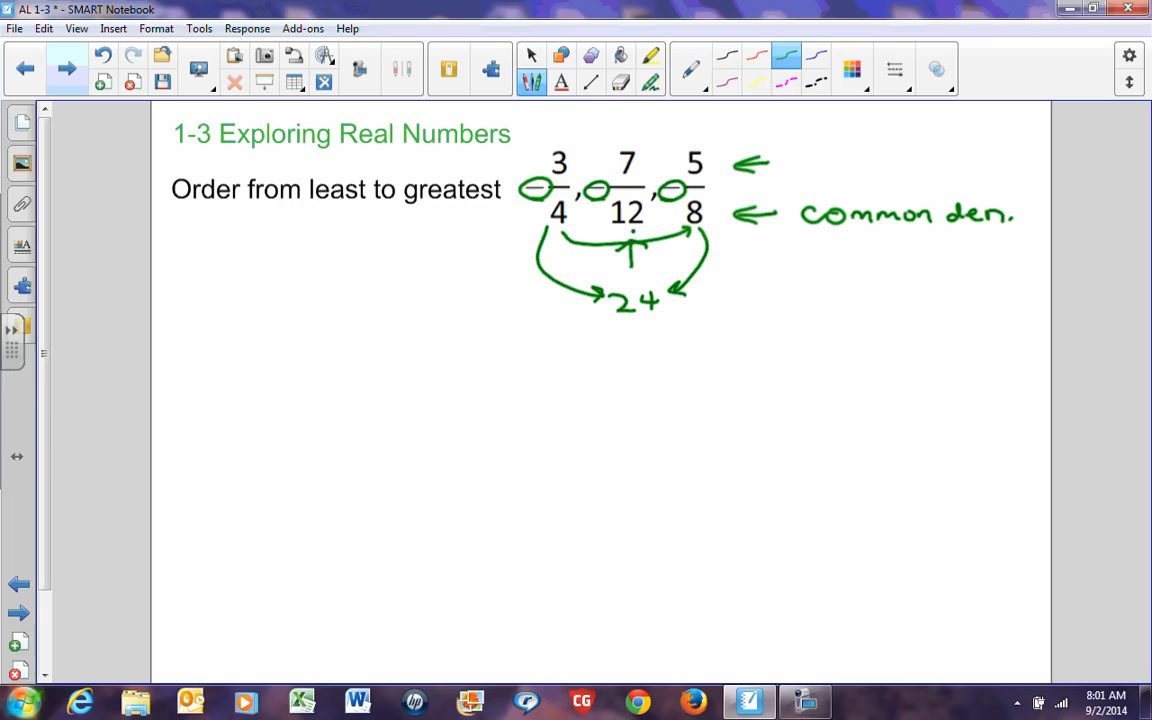 AL 1-3 * - SMART Notebook
File Edit View Insert Format Tools Response Add-ons Help
1-3 Exploring Real Numbers
Order from least to greatest −3/4, −7/12, −5/8
← common den.
24
8:01 AM
9/2/2014